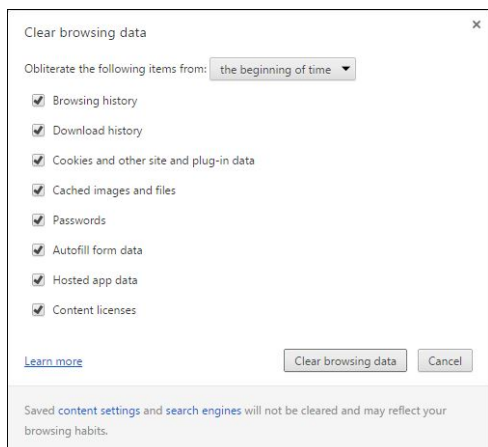 Clear browsing data
Obliterate the following items from: the beginning of time
Browsing history
Download history
Cookies and other site and plug-in data
Cached images and files
Passwords
Autofill form data
Hosted app data
Content licenses
Learn more Clear browsing data Cancel
Saved content settings and search engines will not be cleared and may reflect your
browsing habits.